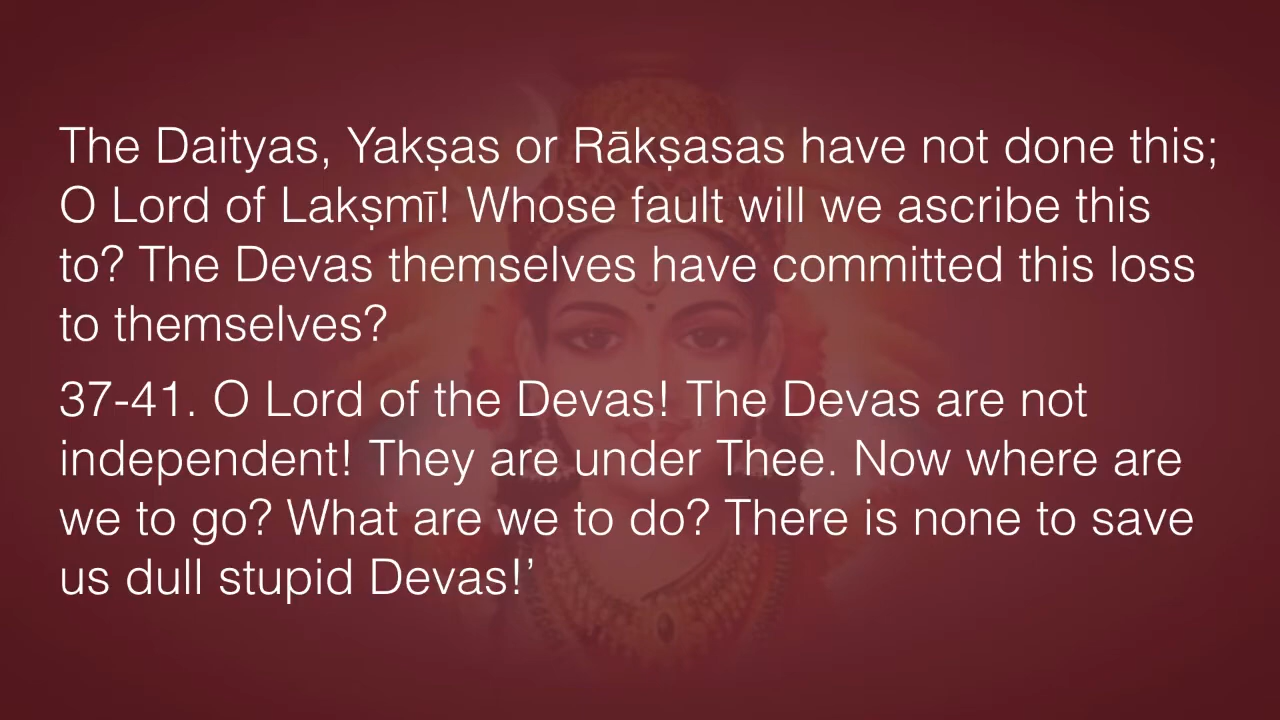 The Daityas, Yakṣas or Rākṣasas have not done this;
O Lord of Lakṣmī! Whose fault will we ascribe this
to? The Devas themselves have committed this loss
to themselves?
37-41. O Lord of the Devas! The Devas are not
independent! They are under Thee. Now where are
we to go? What are we to do? There is none to save
us dull stupid Devas!’